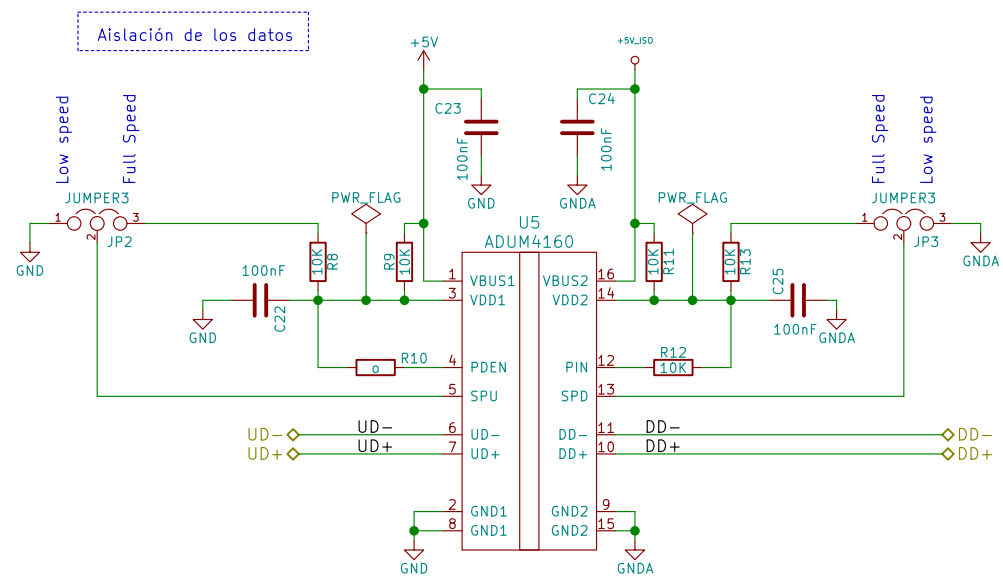 Aislación de los datos
+5V
+5V_ISO
Low speed
Full Speed
C23
100nF
C24
100nF
Full Speed
Low speed
JUMPER3
1
2
3
JP2
GND
PWR_FLAG
GND
GNDA
PWR_FLAG
JUMPER3
1
2
3
JP3
GNDA
U5
ADUM4160
R8
10K
R9
10K
R11
10K
R13
10K
100nF
C22
GND
C25
100nF
GNDA
1 VBUS1
VBUS2 16
3 VDD1
VDD2 14
R10
o
4 PDEN
PIN 12
R12
10K
5 SPU
SPD 13
UD-
UD-
6 UD-
DD- 11
DD-
DD-
UD+
UD+
7 UD+
DD+ 10
DD+
DD+
2 GND1
GND2 9
8 GND1
GND2 15
GND
GNDA